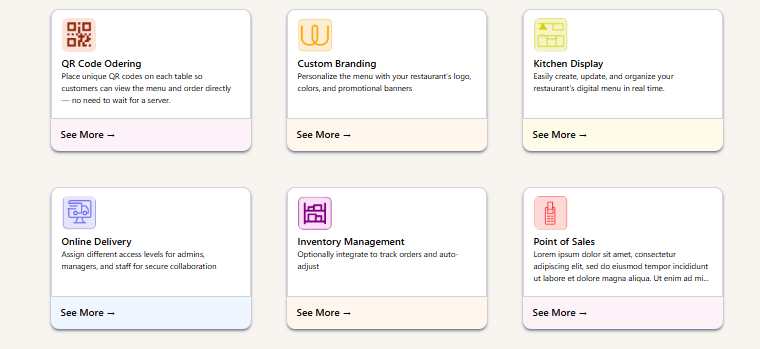 QR Code Odering
Place unique QR codes on each table so
customers can view the menu and order directly
— no need to wait for a server.
See More →
Custom Branding
Personalize the menu with your restaurant's logo,
colors, and promotional banners
See More →
Kitchen Display
Easily create, update, and organize your
restaurant's digital menu in real time.
See More →
Online Delivery
Assign different access levels for admins,
managers, and staff for secure collaboration
See More →
Inventory Management
Optionally integrate to track orders and auto-
adjust
See More →
Point of Sales
Lorem ipsum dolor sit amet, consectetur
adipiscing elit, sed do eiusmod tempor incididunt
ut labore et dolore magna aliqua. Ut enim ad mi...
See More →